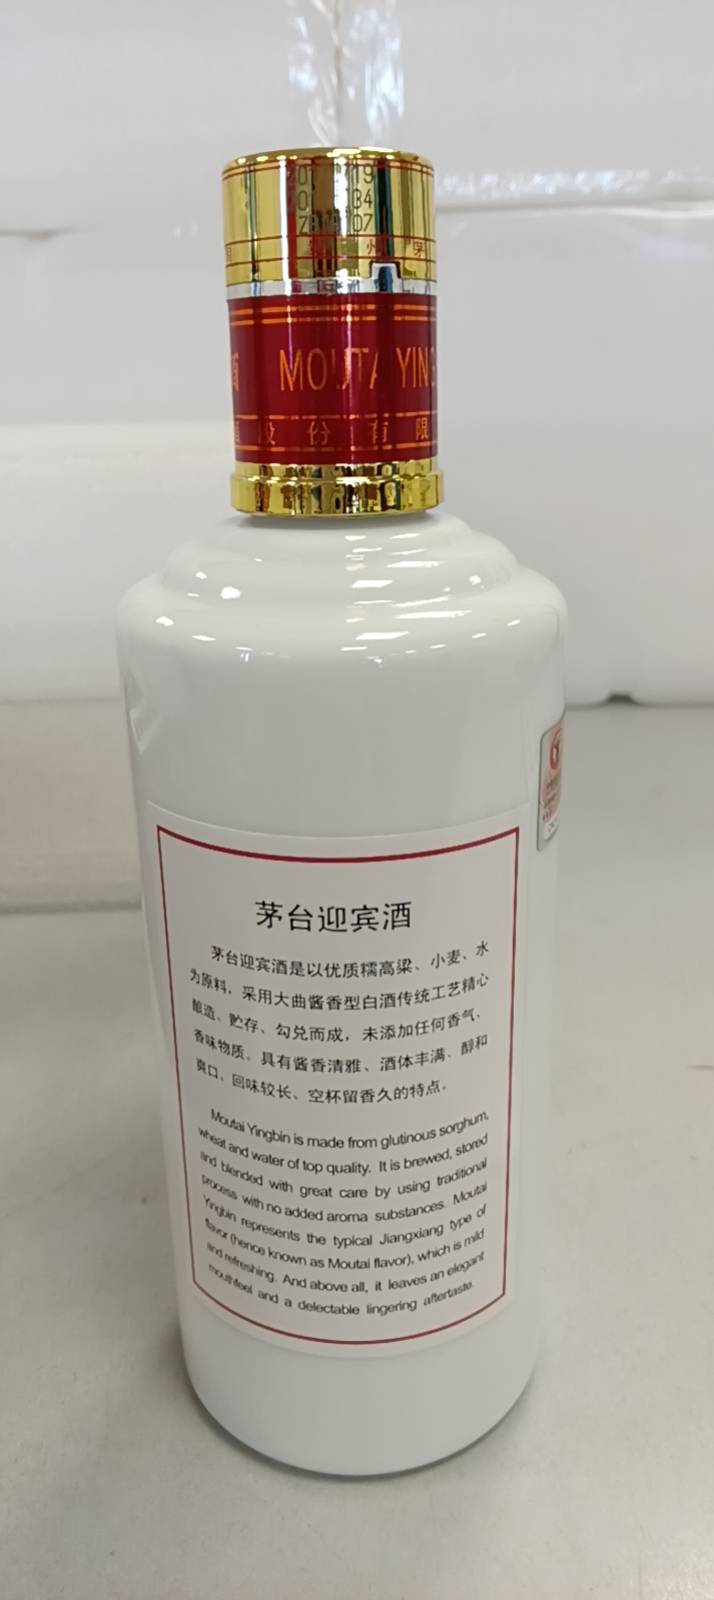 19
04
07
州 茅
酒 MOUTAI YING
股份有限
茅台迎宾酒
茅台迎宾酒是以优质糯高粱、小麦、水
为原料，采用大曲酱香型白酒传统工艺精心
酿造、贮存、勾兑而成，未添加任何香气、
香味物质。具有酱香清雅、酒体丰满、醇和
爽口、回味较长、空杯留香久的特点。
Moutai Yingbin is made from glutinous sorghum,
wheat and water of top quality. It is brewed, stored
and blended with great care by using traditional
process with no added aroma substances. Moutai
Yingbin represents the typical Jiangxiang type of
flavor (hence known as Moutai flavor), which is mild
and refreshing. And above all, it leaves an elegant
mouthfeel and a delectable lingering aftertaste.